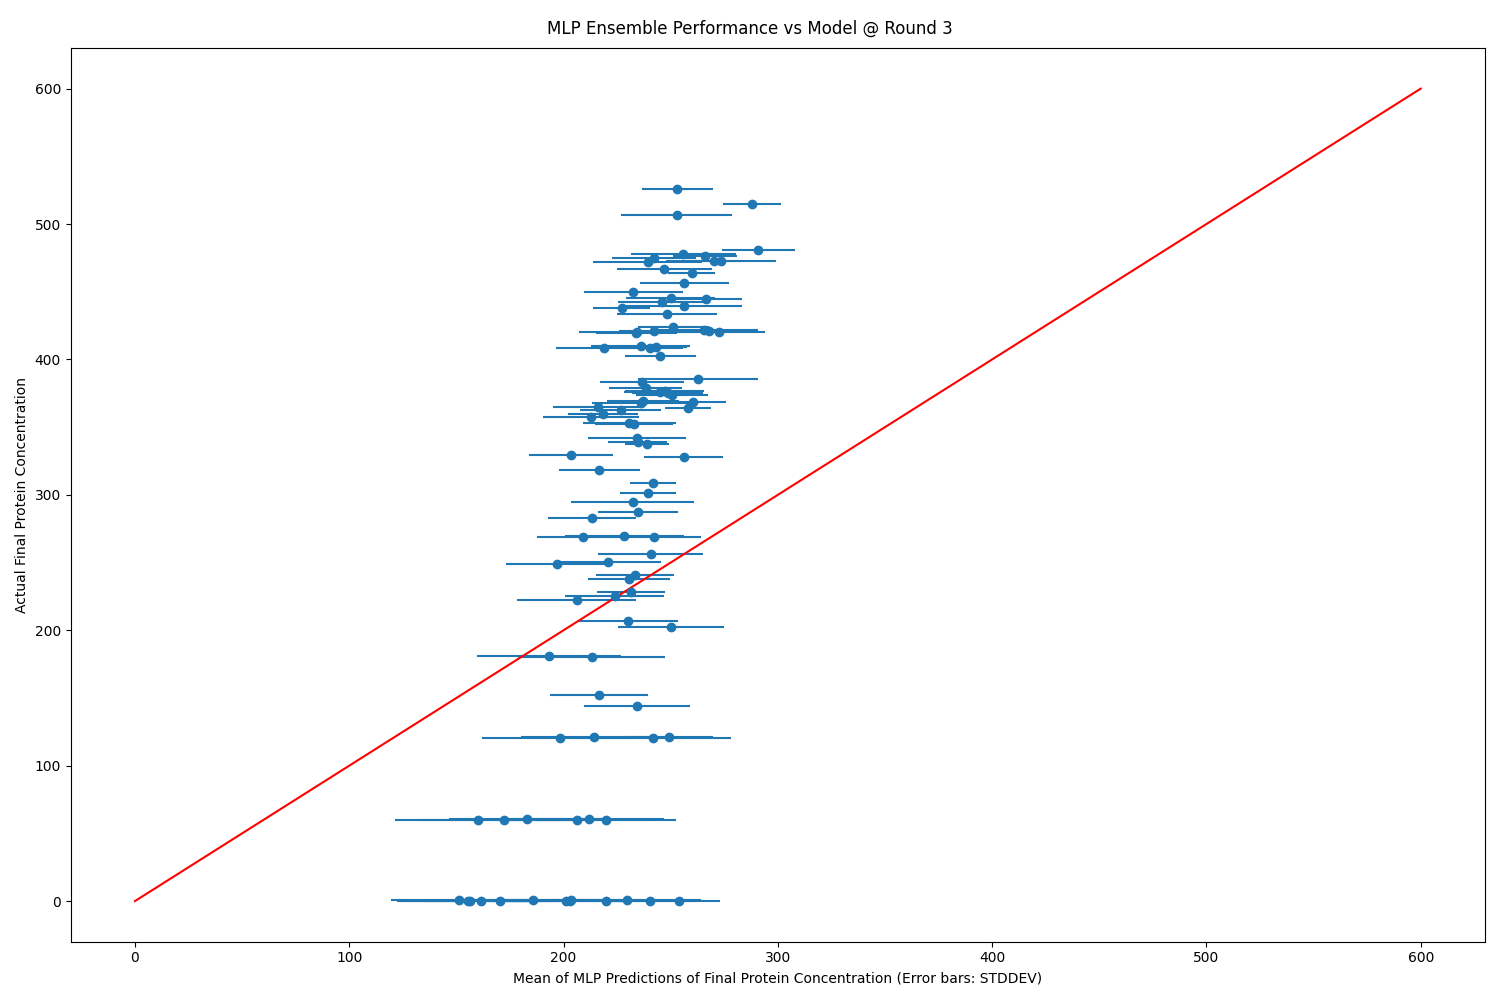 MLP Ensemble Performance vs Model @ Round 3
600
500
400
300
200
100
0
Actual Final Protein Concentration
0 100 200 300 400 500 600
Mean of MLP Predictions of Final Protein Concentration (Error bars: STDDEV)